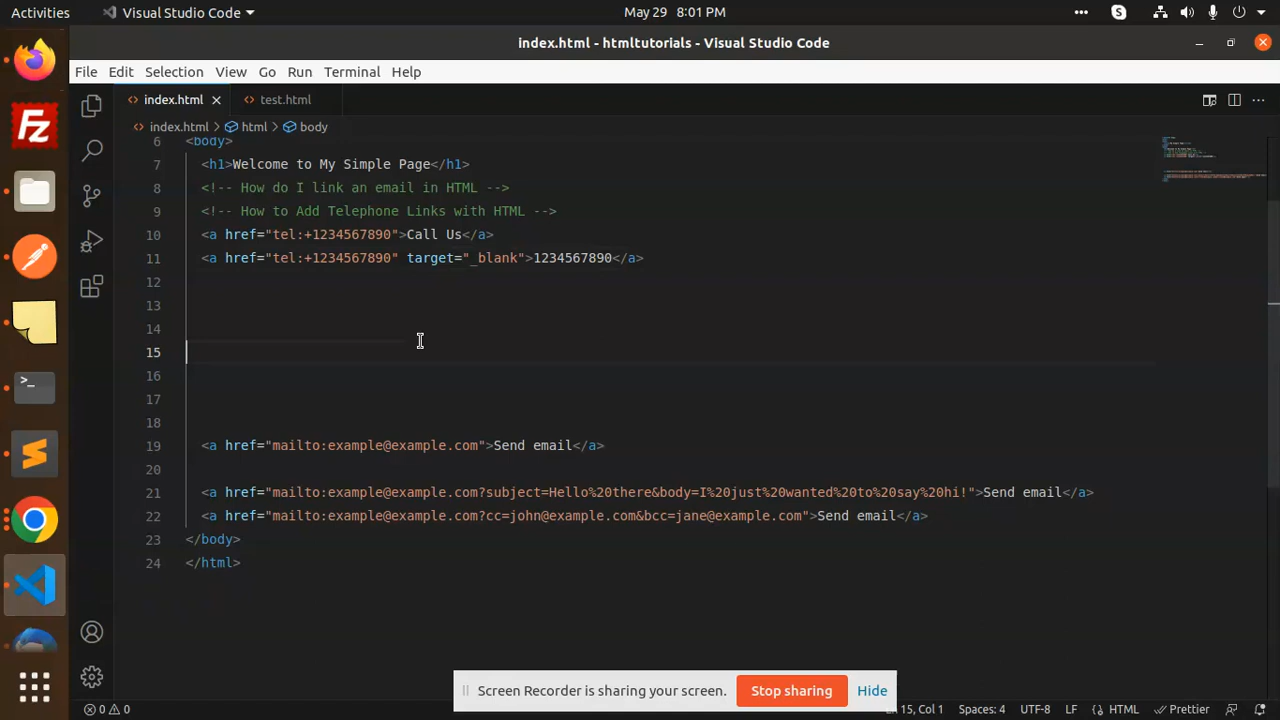 Activities
Visual Studio Code
May 29 8:01 PM
index.html - htmltutorials - Visual Studio Code
File Edit Selection View Go Run Terminal Help
index.html
test.html
index.html > html > body
6 <body>
7 <h1>Welcome to My Simple Page</h1>
8 <!-- How do I link an email in HTML -->
9 <!-- How to Add Telephone Links with HTML -->
10 <a href="tel:+1234567890">Call Us</a>
11 <a href="tel:+1234567890" target="_blank">1234567890</a>
12
13
14
15
16
17
18
19 <a href="mailto:example@example.com">Send email</a>
20
21 <a href="mailto:example@example.com?subject=Hello%20there&body=I%20just%20wanted%20to%20say%20hi!">Send email</a>
22 <a href="mailto:example@example.com?cc=john@example.com&bcc=jane@example.com">Send email</a>
23 </body>
24 </html>
Screen Recorder is sharing your screen. Stop sharing Hide
0 0 Ln 15, Col 1 Spaces: 4 UTF-8 LF HTML Prettier